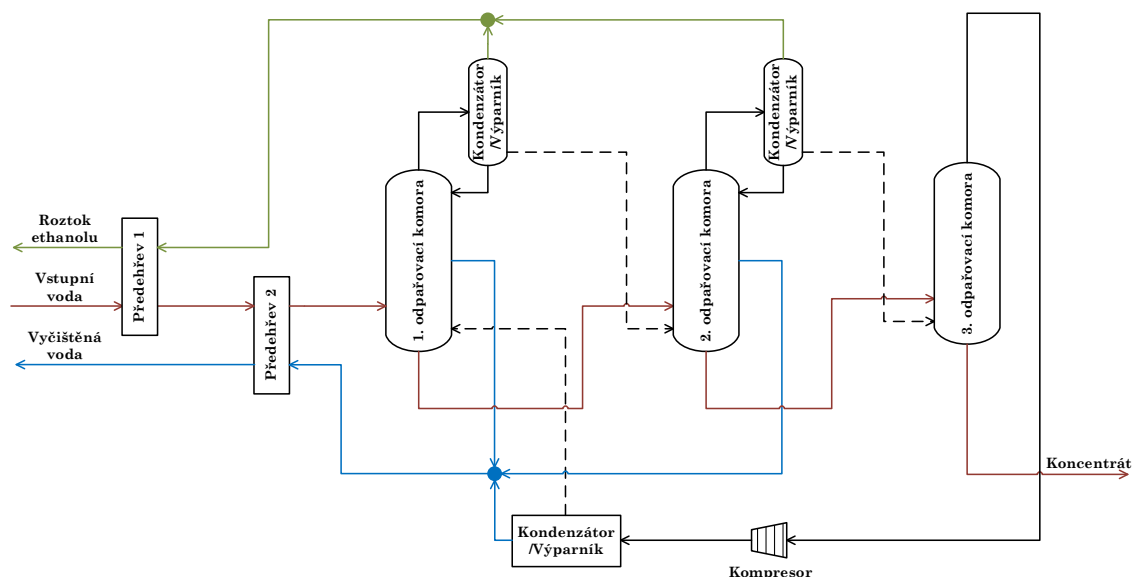 Kondenzátor
/Výparník
Kondenzátor
/Výparník
Roztok
ethanolu
Předehřev 1
Vstupní
voda
Předehřev 2
Vyčištěná
voda
1. odpařovací komora
2. odpařovací komora
3. odpařovací komora
Koncentrát
Kondenzátor
/Výparník
Kompresor